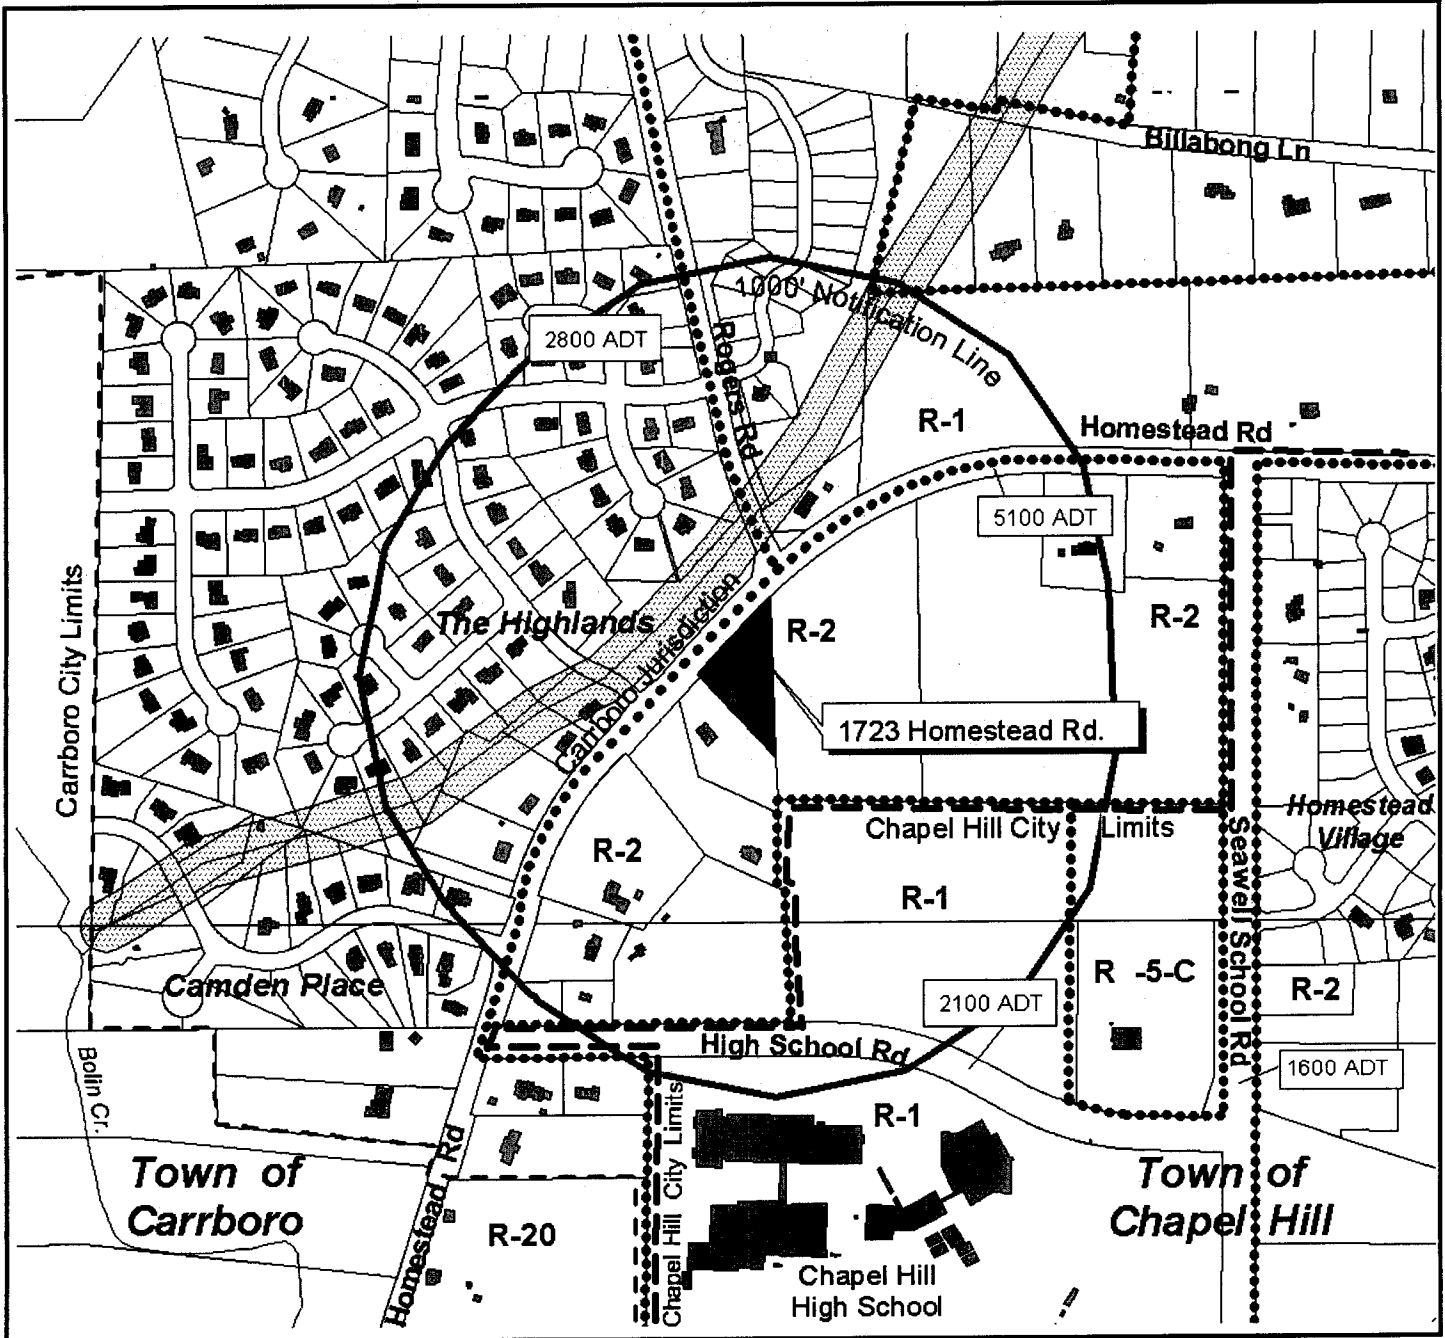 Billabong Ln
1000' Notification Line
2800 ADT
Rogers Rd
R-1
Homestead Rd
5100 ADT
Carrboro City Limits
The Highlands
Carrboro Jurisdiction
R-2
R-2
1723 Homestead Rd.
Homestead
Village
Chapel Hill City Limits
R-2
R-1
Seawell School Rd
Camden Place
R -5-C
R-2
2100 ADT
High School Rd
1600 ADT
Bolin Cr.
R-1
Chapel Hill City Limits
Town of
Carrboro
Homestead Rd
R-20
Town of
Chapel Hill
Chapel Hill
High School